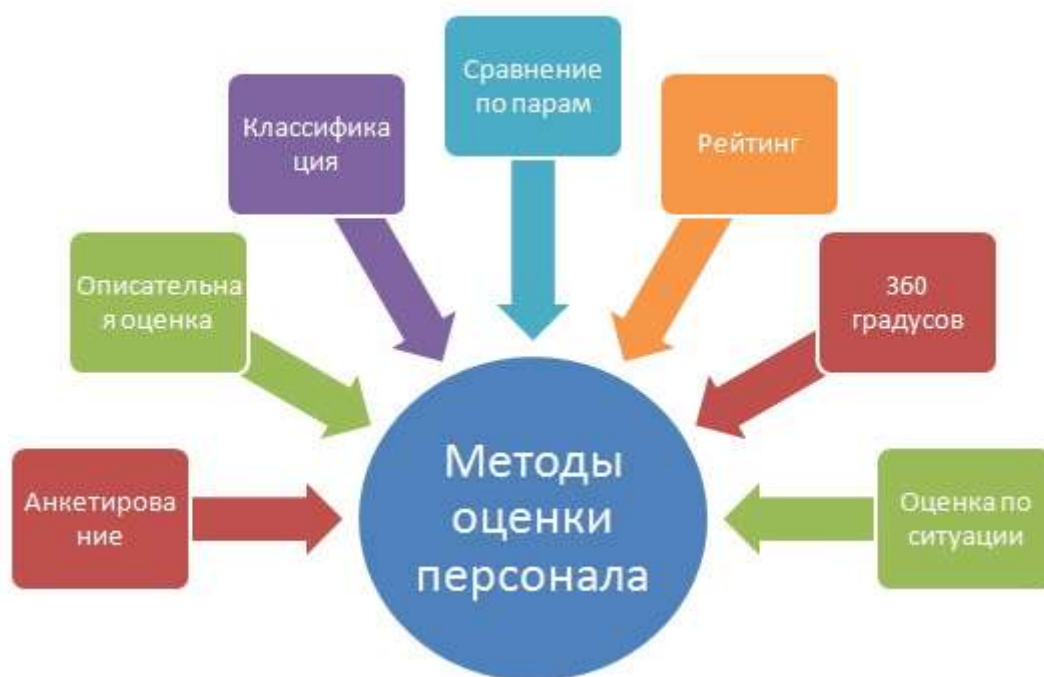 Сравнение
по парам
Классифика
ция
Рейтинг
Описательна
я оценка
360
градусов
Анкетирова
ние
Оценка по
ситуации
Методы
оценки
персонала